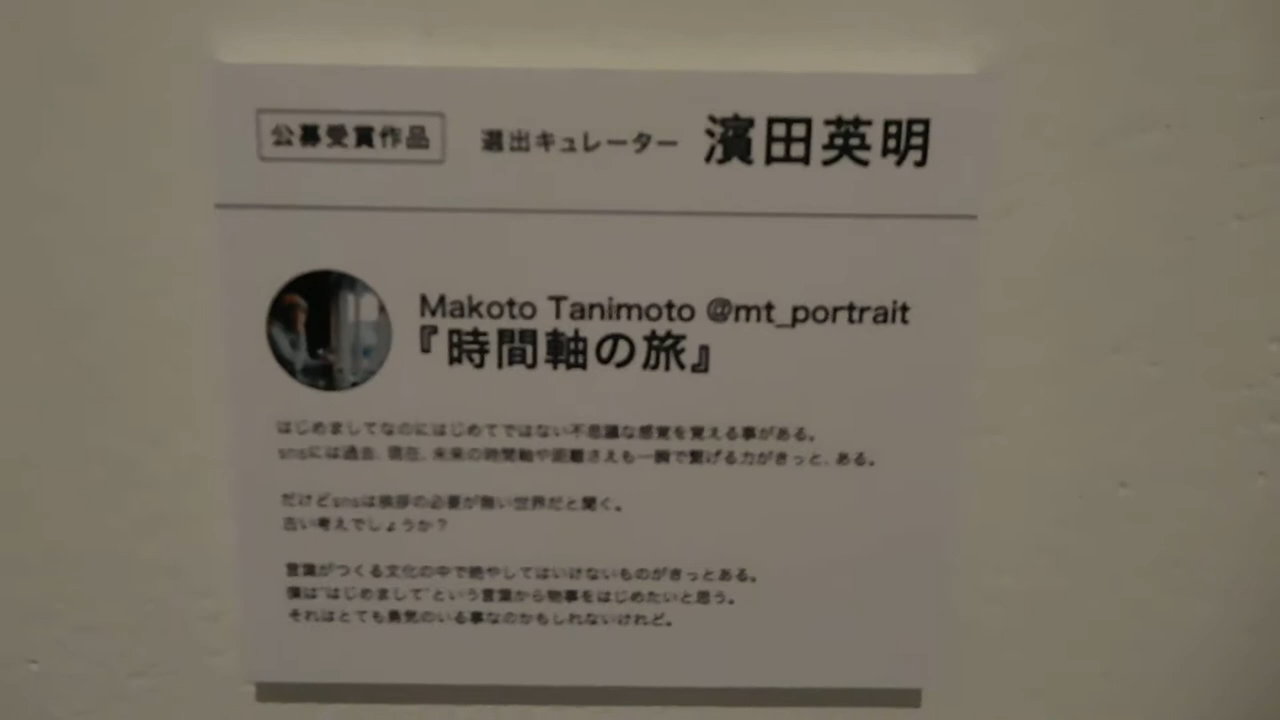 公募受賞作品
選出キュレーター 濱田英明
Makoto Tanimoto @mt_portrait
『時間軸の旅』
はじめましてなのにはじめてではない不思議な感覚を覚える事がある。
snsには過去、現在、未来の時間軸や距離さえも一瞬で繋げる力がきっと、ある。
だけどsnsは挨拶の必要が無い世界だと聞く。
古い考えでしょうか？
言葉がつくる文化の中で絶やしてはいけないものがきっとある。
僕は"はじめまして"という言葉から物事をはじめたいと思う。
それはとても勇気のいる事なのかもしれないけれど。